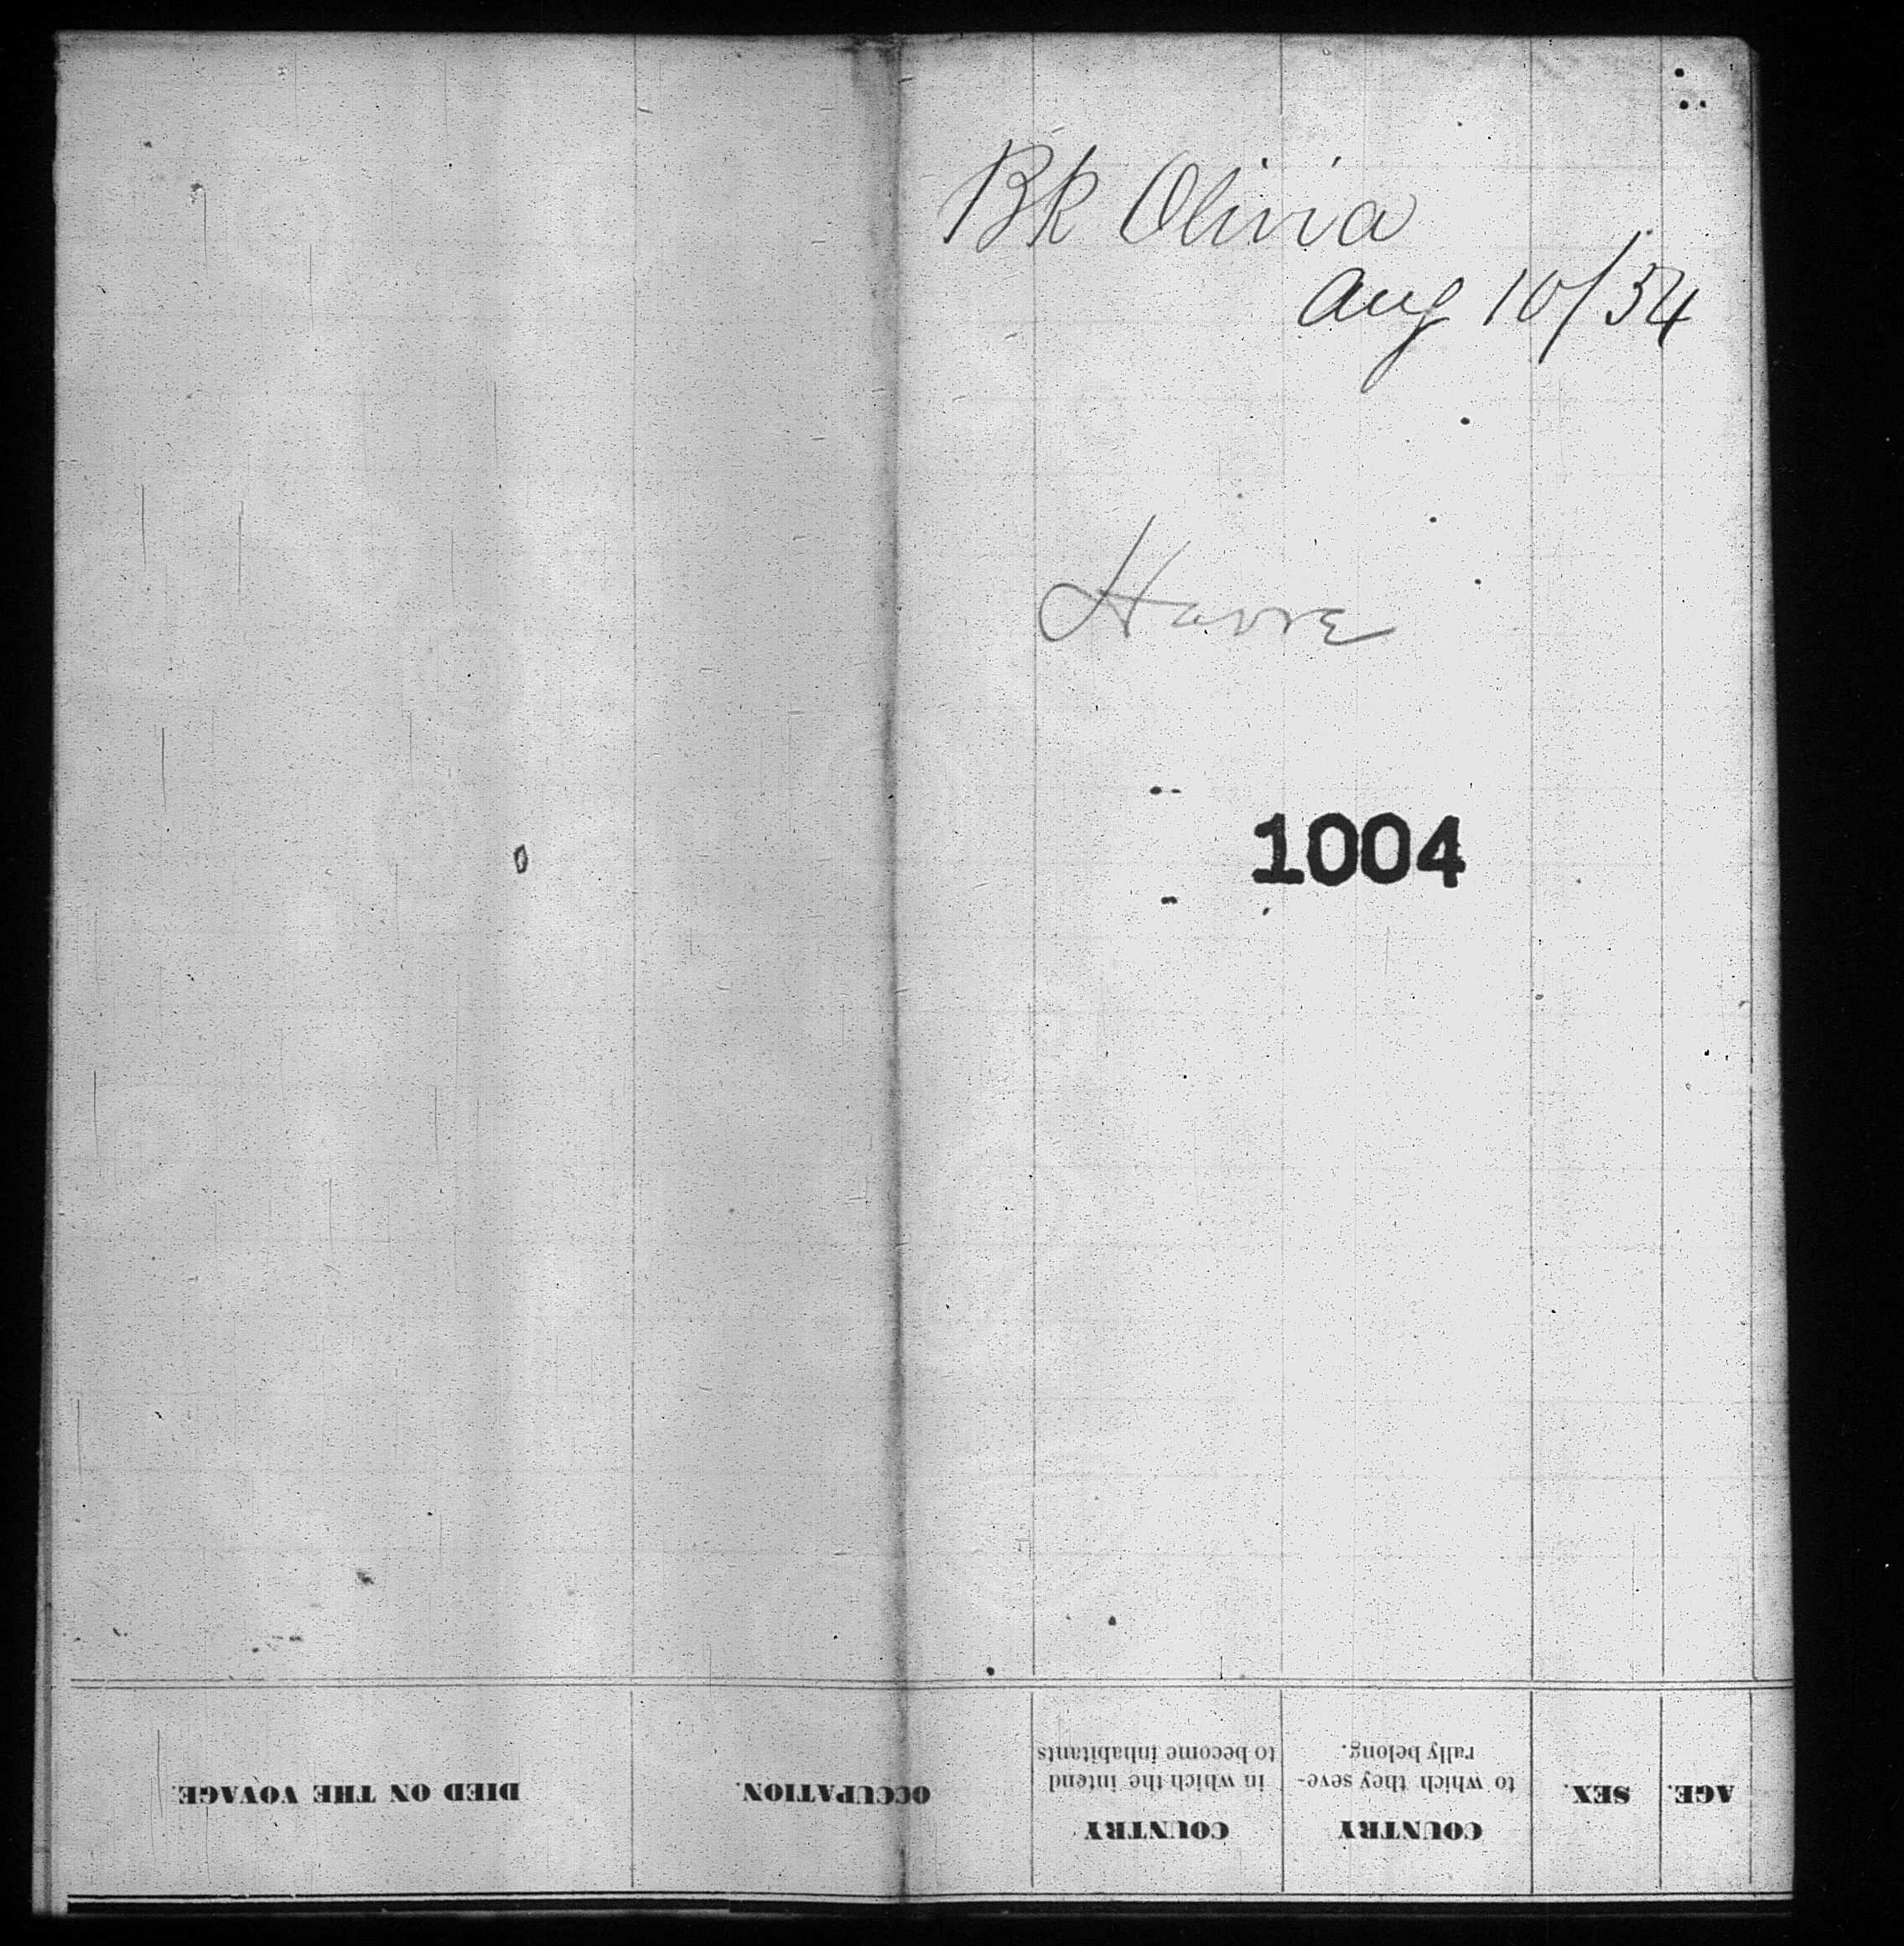 Bk Olivia
Aug 10/54
Havre
1004
AGE.
SEX.
COUNTRY
to which they seve-
rally belong.
COUNTRY
in which the intend
to become inhabitants
OCCUPATION.
DIED ON THE VOYAGE.